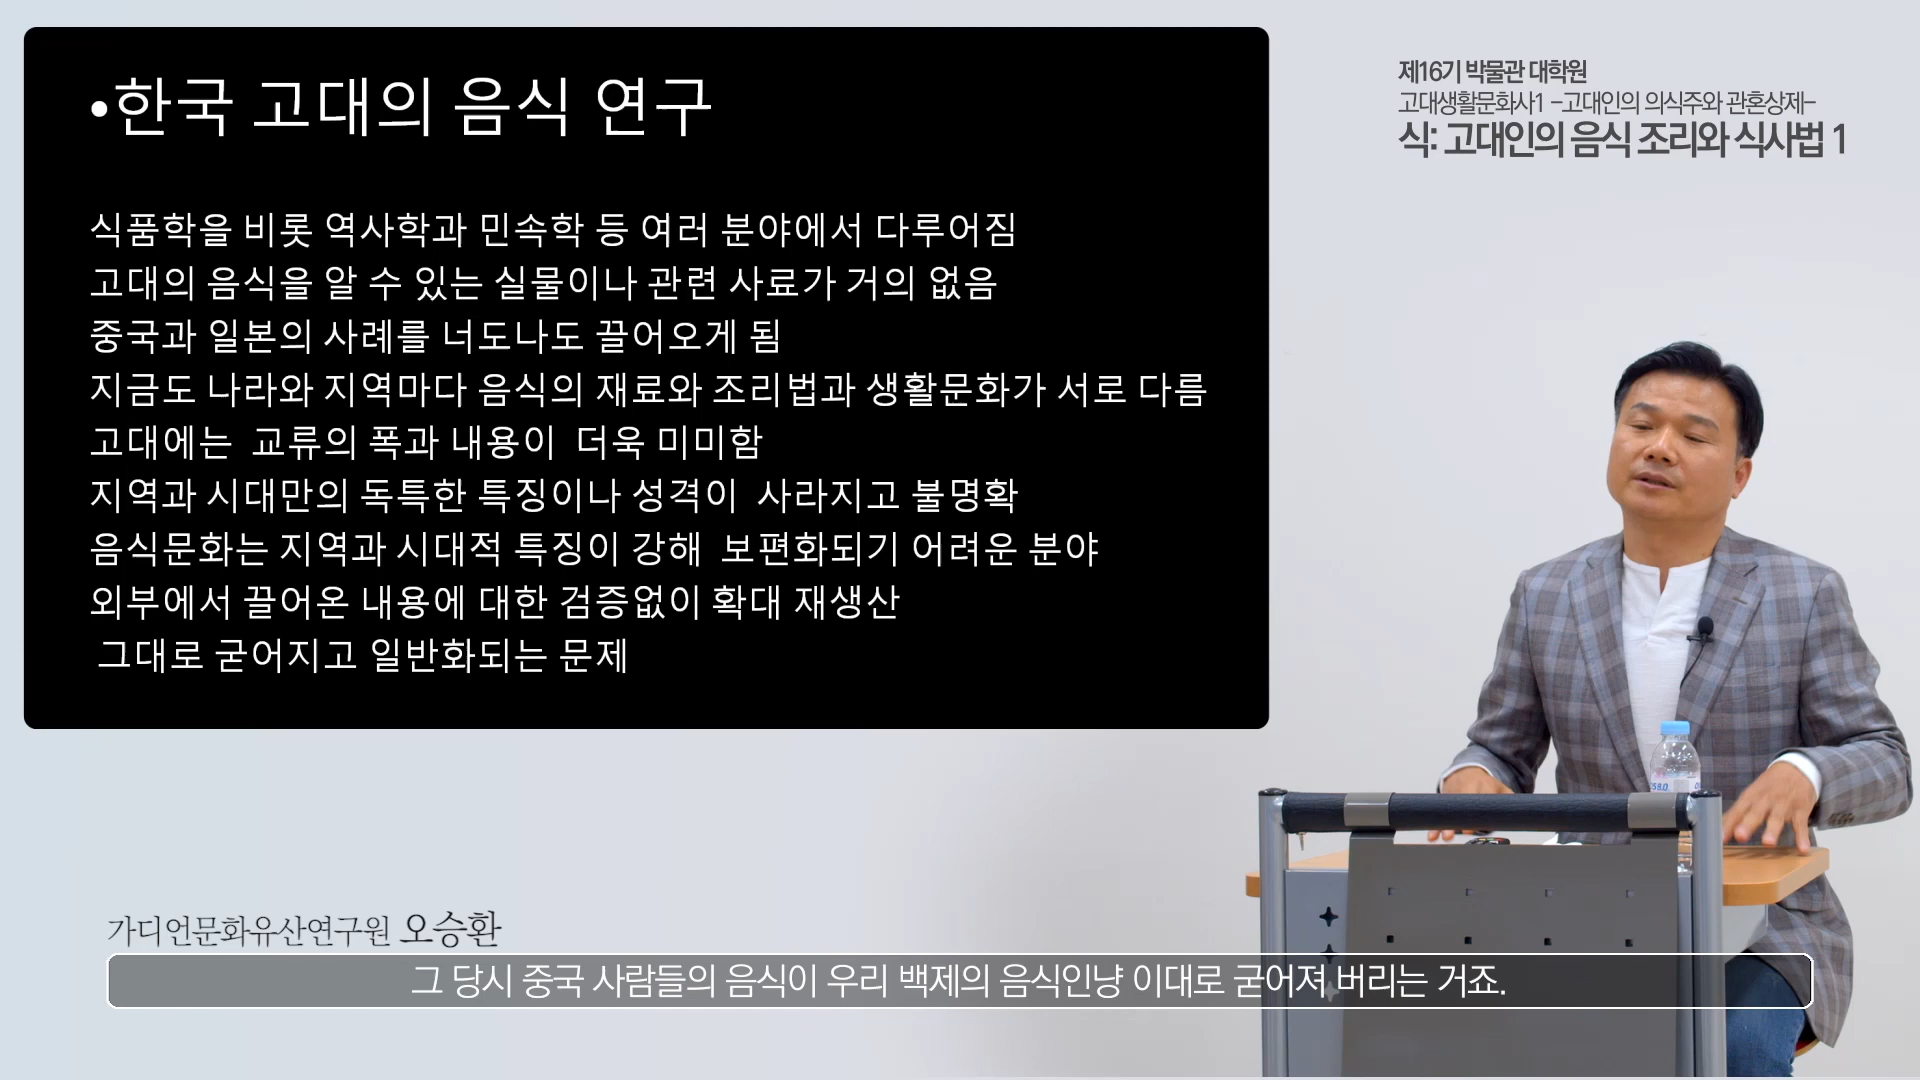 •한국 고대의 음식 연구
식품학을 비롯 역사학과 민속학 등 여러 분야에서 다루어짐
고대의 음식을 알 수 있는 실물이나 관련 사료가 거의 없음
중국과 일본의 사례를 너도나도 끌어오게 됨
지금도 나라와 지역마다 음식의 재료와 조리법과 생활문화가 서로 다름
고대에는 교류의 폭과 내용이 더욱 미미함
지역과 시대만의 독특한 특징이나 성격이 사라지고 불명확
음식문화는 지역과 시대적 특징이 강해 보편화되기 어려운 분야
외부에서 끌어온 내용에 대한 검증없이 확대 재생산
그대로 굳어지고 일반화되는 문제
제16기 박물관 대학원
고대생활문화사1 -고대인의 의식주와 관혼상제-
식: 고대인의 음식 조리와 식사법 1
가디언문화유산연구원 오승환
그 당시 중국 사람들의 음식이 우리 백제의 음식인냥 이대로 굳어져 버리는 거죠.